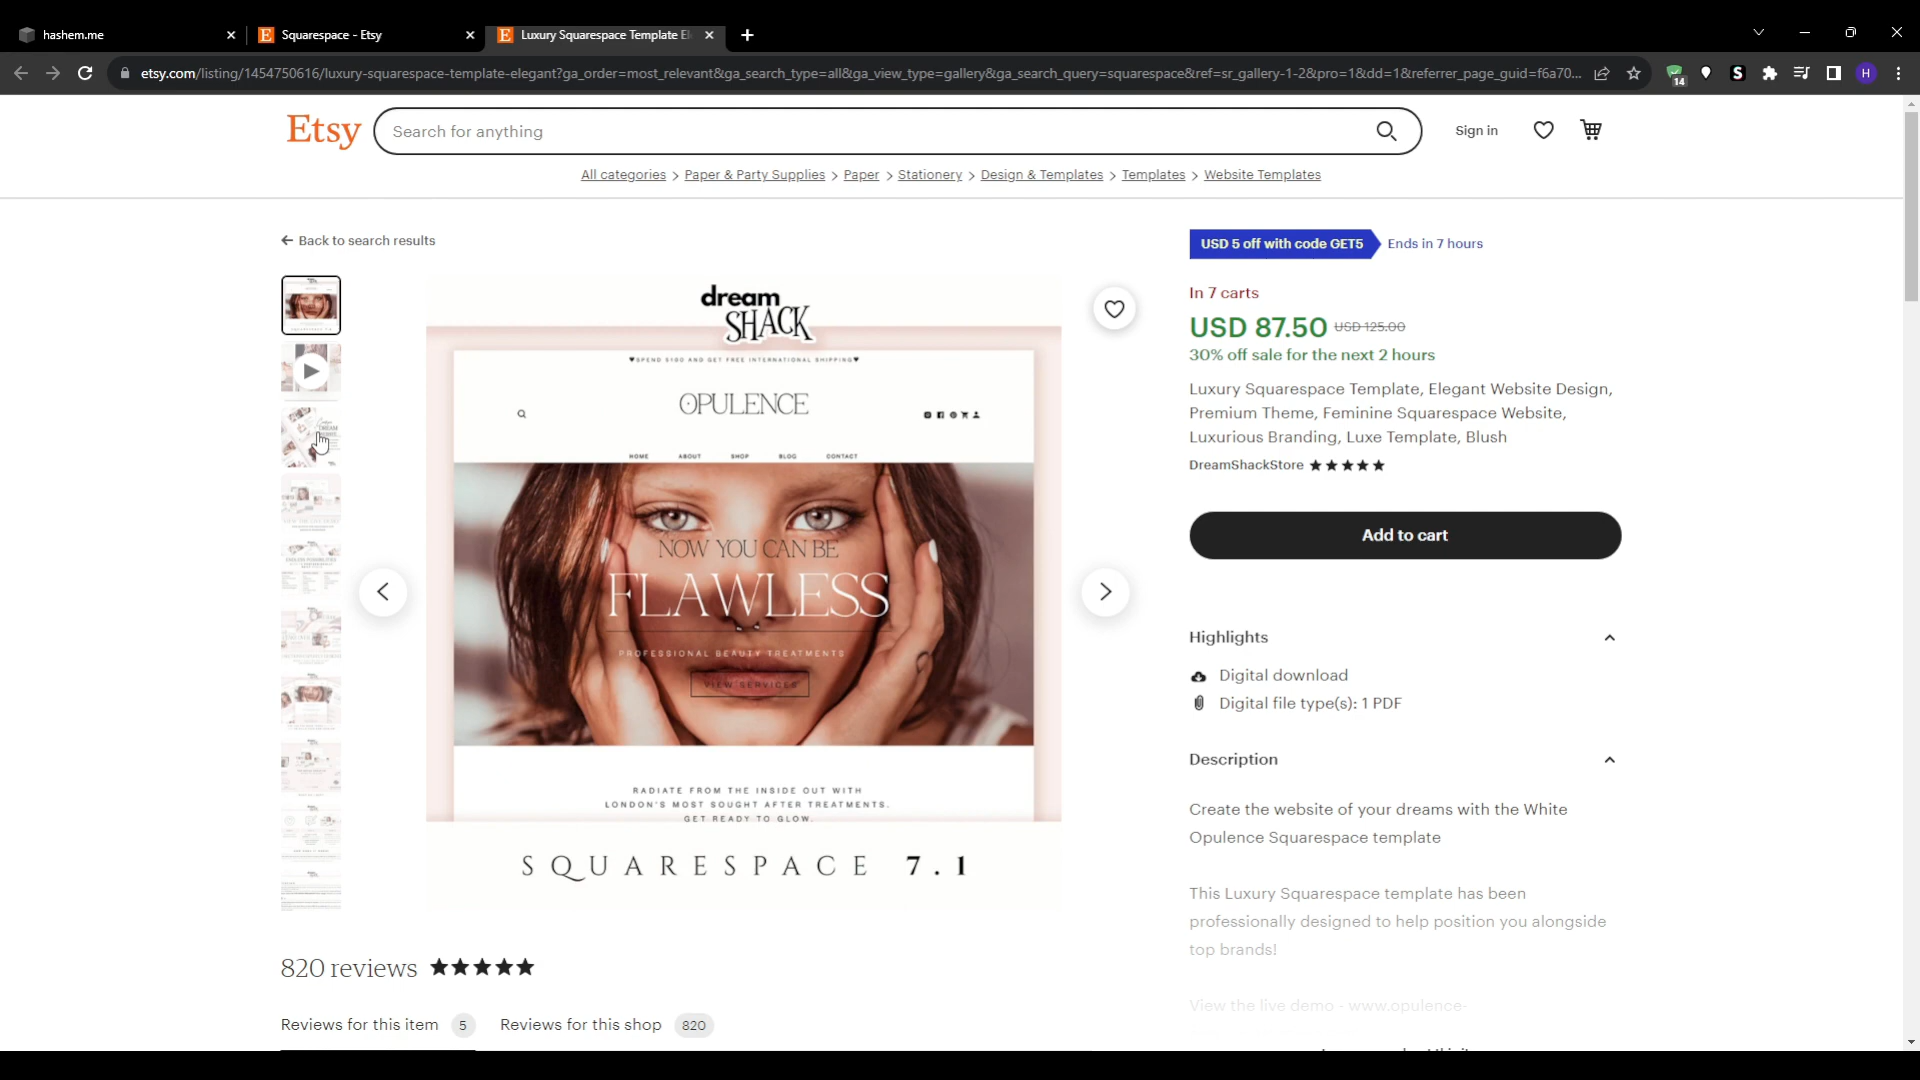 hashem.me
Squarespace - Etsy
Luxury Squarespace Template El
etsy.com/listing/1454750616/luxury-squarespace-template-elegant?ga_order=most_relevant&ga_search_type=all&ga_view_type=gallery&ga_search_query=squarespace&ref=sr_gallery-1-2&pro=1&dd=1&referrer_page_guid=f6a70...
14
S
H
Etsy
Search for anything
Sign in
All categories > Paper & Party Supplies > Paper > Stationery > Design & Templates > Templates > Website Templates
Back to search results
dream
SHACK
♥SPEND $100 AND GET FREE INTERNATIONAL SHIPPING♥
OPULENCE
HOME ABOUT SHOP BLOG CONTACT
NOW YOU CAN BE
FLAWLESS
PROFESSIONAL BEAUTY TREATMENTS
VIEW SERVICES
RADIATE FROM THE INSIDE OUT WITH
LONDON'S MOST SOUGHT AFTER TREATMENTS.
GET READY TO GLOW.
SQUARESPACE 7.1
820 reviews
Reviews for this item 5 Reviews for this shop 820
USD 5 off with code GET5 Ends in 7 hours
In 7 carts
USD 87.50 USD 125.00
30% off sale for the next 2 hours
Luxury Squarespace Template, Elegant Website Design,
Premium Theme, Feminine Squarespace Website,
Luxurious Branding, Luxe Template, Blush
DreamShackStore ★★★★★
Add to cart
Highlights
Digital download
Digital file type(s): 1 PDF
Description
Create the website of your dreams with the White
Opulence Squarespace template
This Luxury Squarespace template has been
professionally designed to help position you alongside
top brands!
View the live demo - www.opulence-